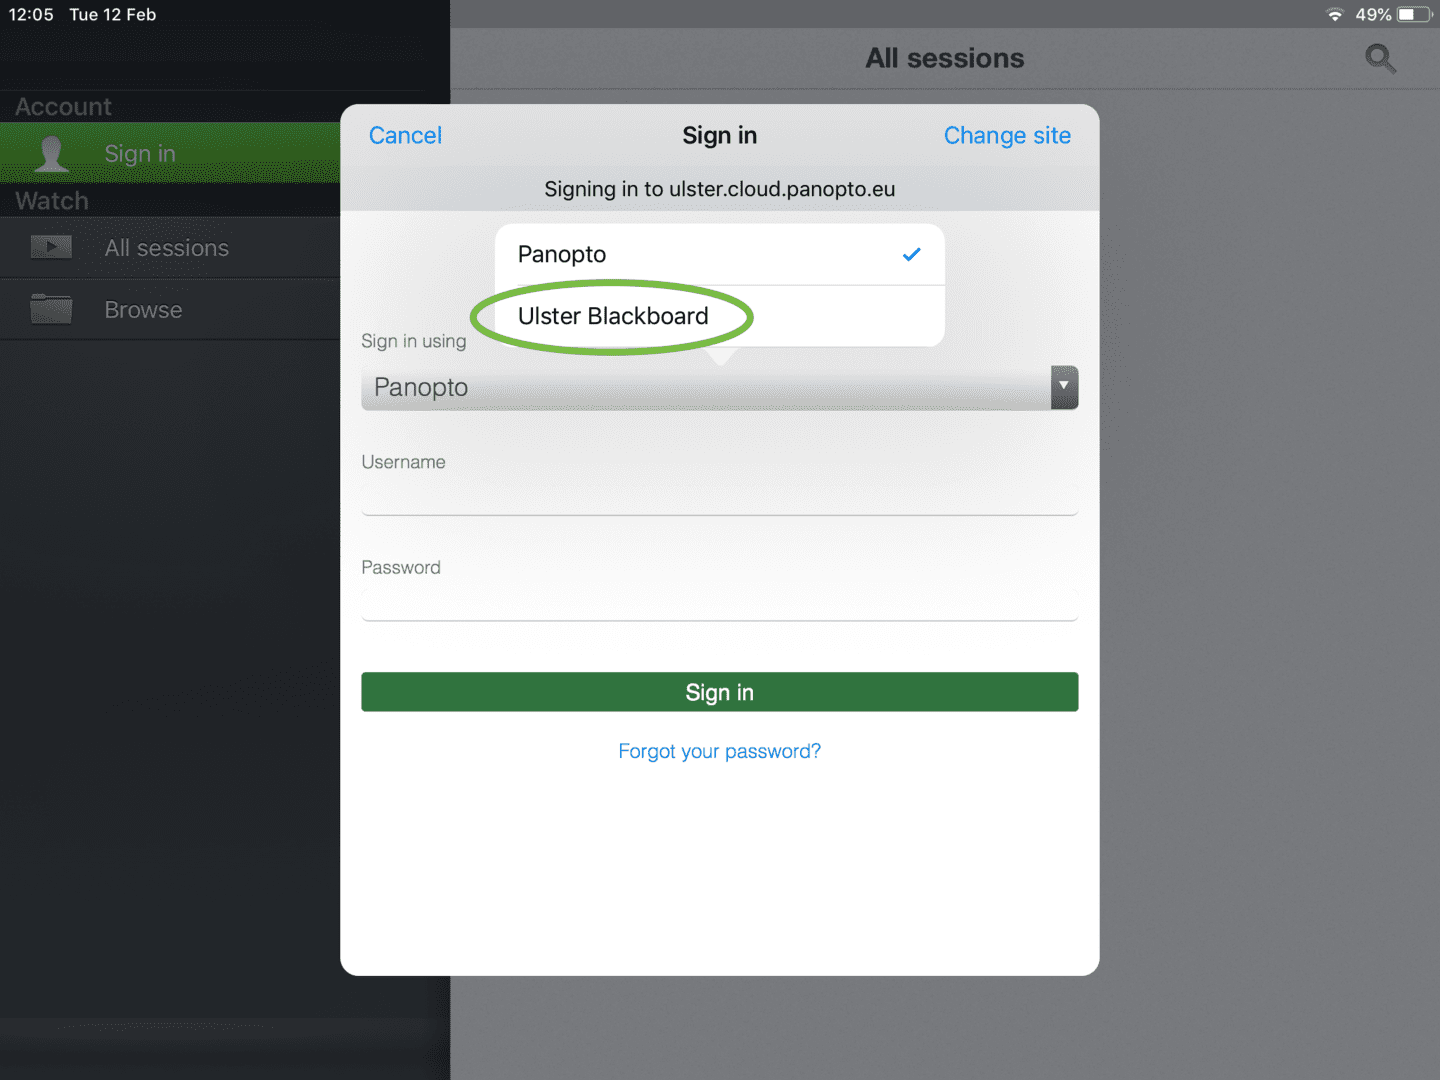 12:05 Tue 12 Feb
49%
All sessions
Account
Sign in
Watch
All sessions
Browse
Cancel
Sign in
Change site
Signing in to ulster.cloud.panopto.eu
Panopto
Ulster Blackboard
Sign in using
Panopto
Username
Password
Sign in
Forgot your password?